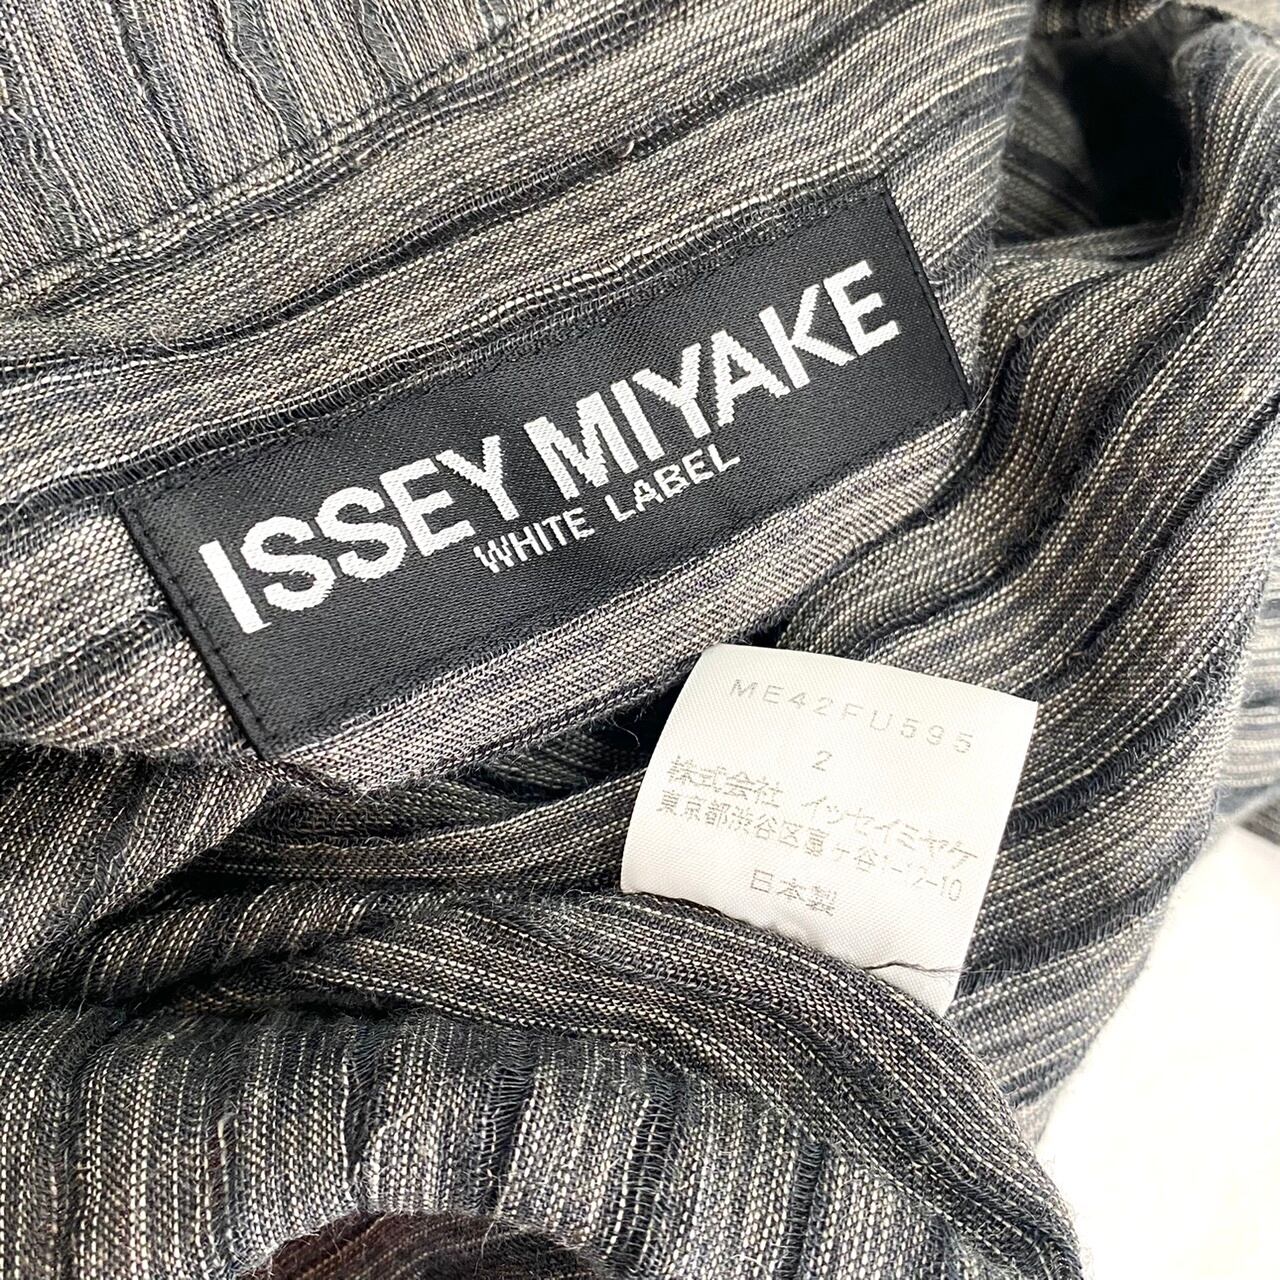 ISSEY MIYAKE
WHITE LABEL
ME42FU595
2
株式会社 イッセイミヤケ
東京都渋谷区富ヶ谷1-12-10
日本製